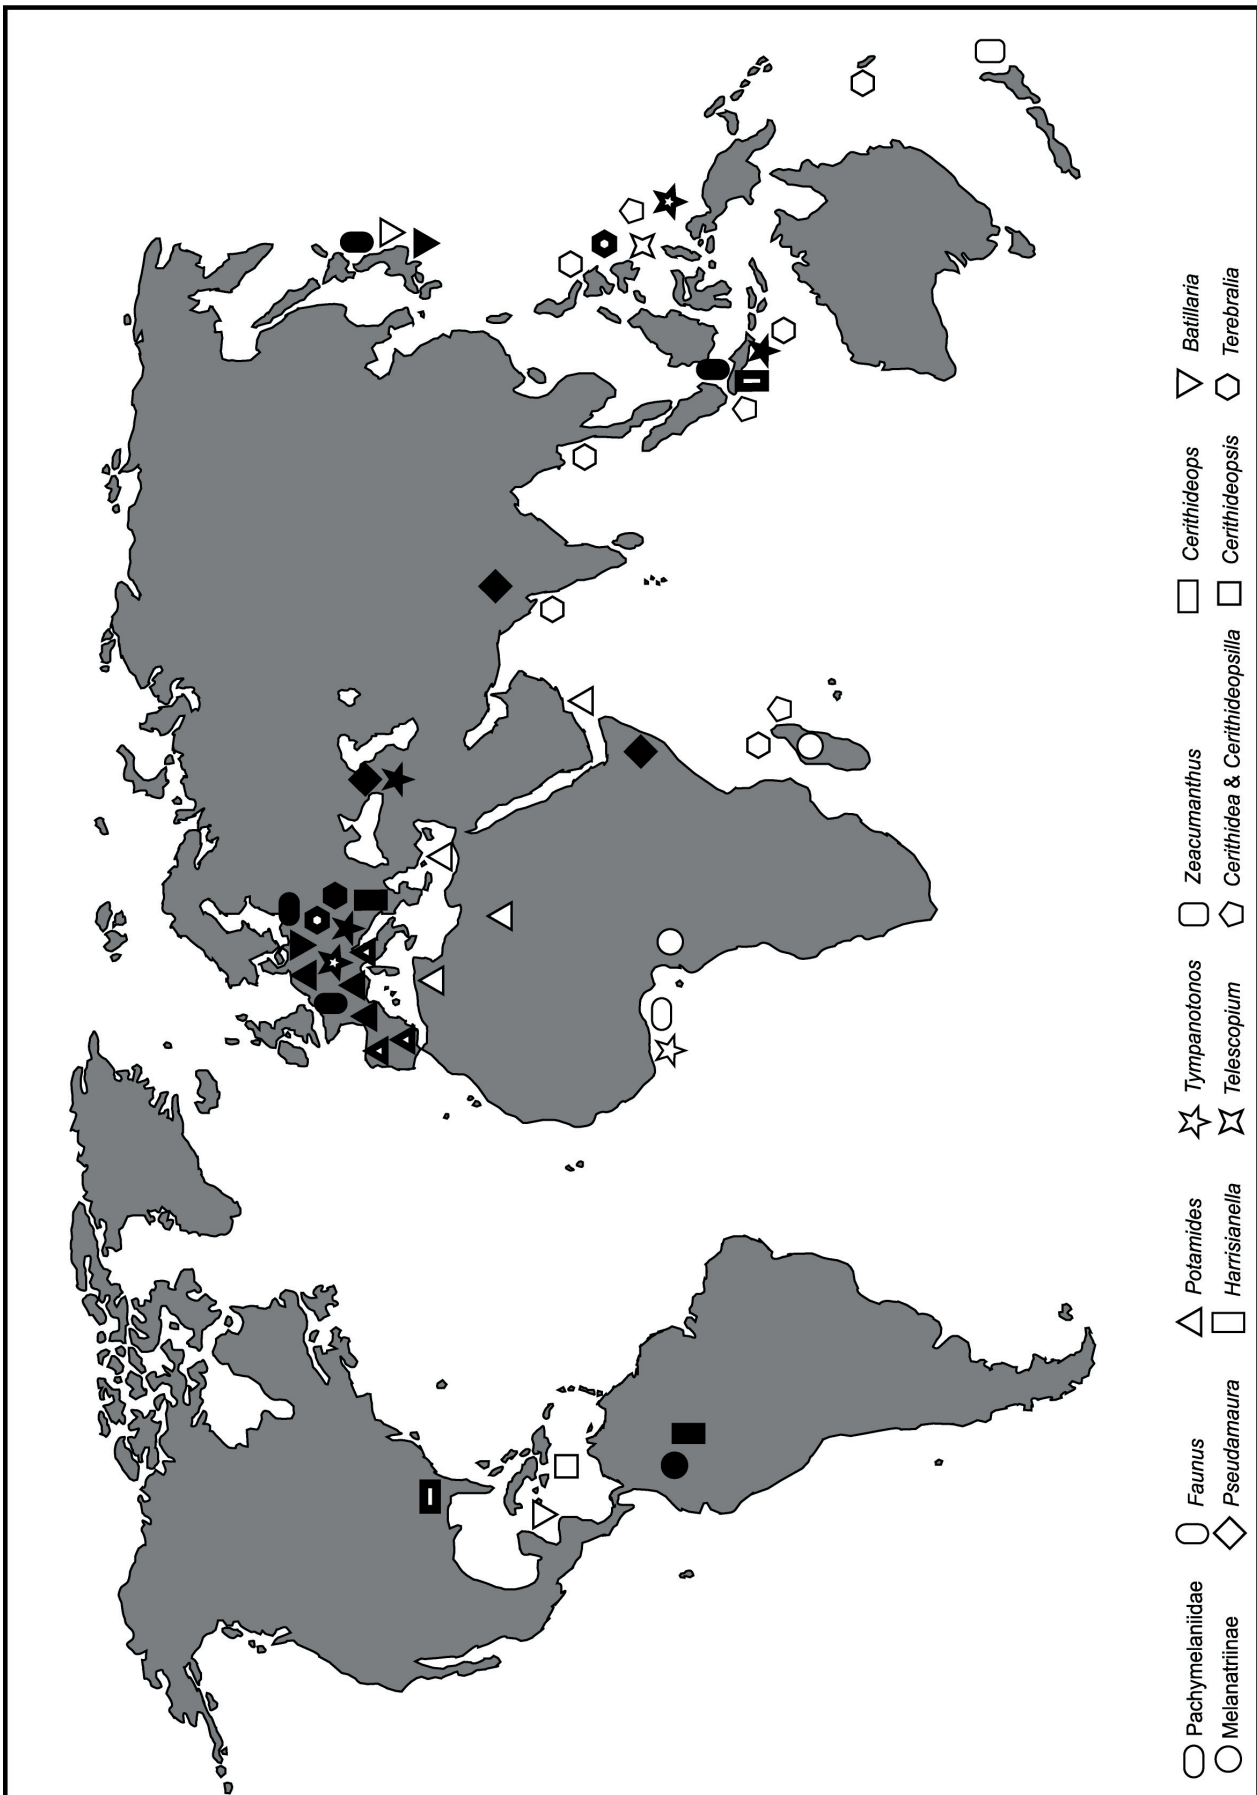 Pachymelaniidae
Faunus
Potamides
Tympanotonos
Zeacumanthus
Cerithideops
Batillaria
Melanatriinae
Pseudamaura
Harrisianella
Telescopium
Cerithidea & Cerithideopsilla
Cerithideopsis
Terebralia